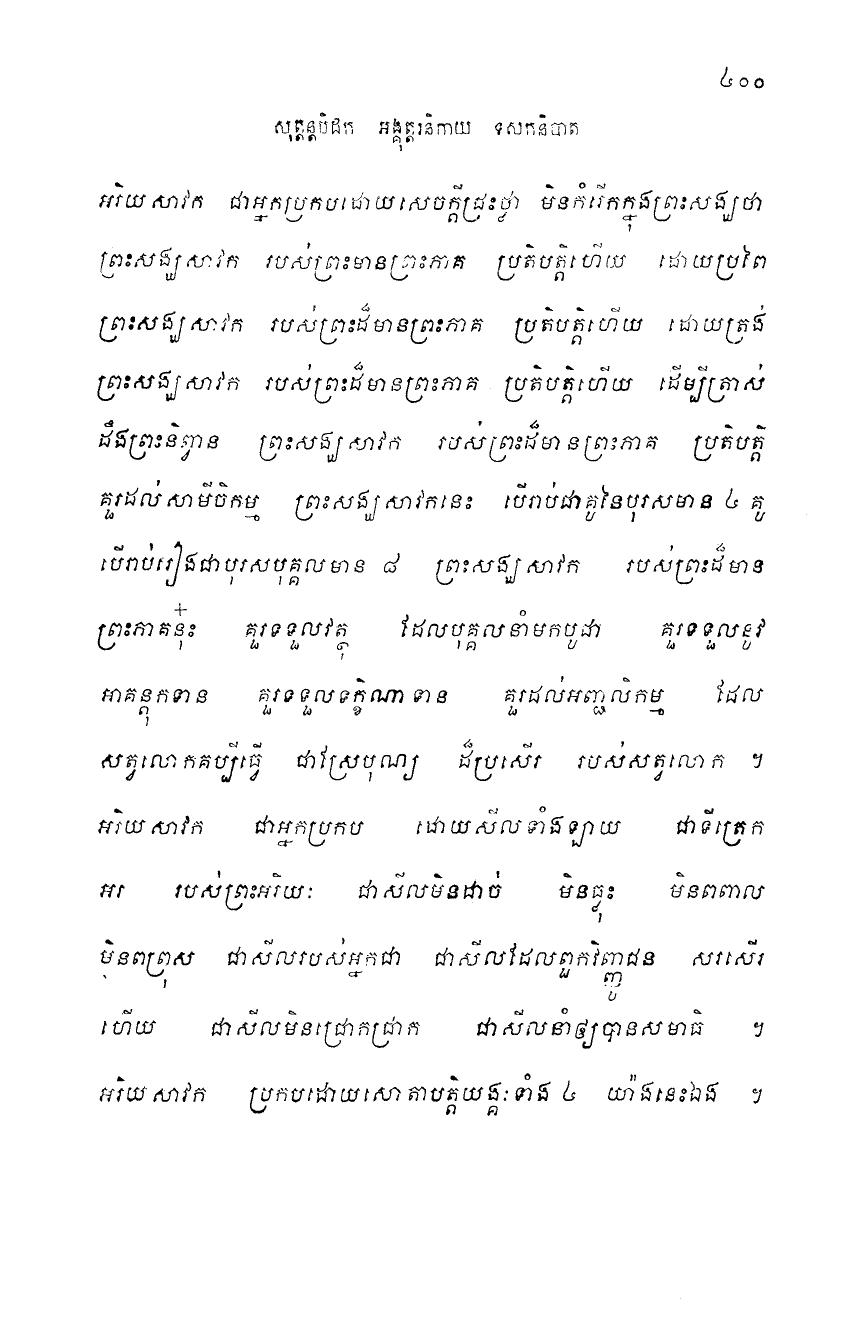 ៤០០
សុត្តន្តបិដក អង្គុត្តរនិកាយ ទសកនិបាត
អរិយសាវក ជាអ្នកប្រកបដោយសេចក្តីជ្រះថ្លា មិនកំរើកក្នុងព្រះសង្ឃថា
ព្រះសង្ឃសាវក របស់ព្រះមានព្រះភាគ ប្រតិបត្តិហើយ ដោយប្រពៃ
ព្រះសង្ឃសាវក របស់ព្រះដ៏មានព្រះភាគ ប្រតិបត្តិហើយ ដោយត្រង់
ព្រះសង្ឃសាវក របស់ព្រះដ៏មានព្រះភាគ ប្រតិបត្តិហើយ ដើម្បីត្រាស់
ដឹងព្រះនិព្វាន ព្រះសង្ឃសាវក របស់ព្រះដ៏មានព្រះភាគ ប្រតិបត្តិ
គួរដល់សាមីចិកម្ម ព្រះសង្ឃសាវកនេះ បើរាប់ជាគូនៃបុរសមាន ៤ គូ
បើរាប់រៀងជាបុរសបុគ្គលមាន ៨ ព្រះសង្ឃសាវក របស់ព្រះដ៏មាន
ព្រះភាគនុ៎ះ គួរទទួលវត្ថុ ដែលបុគ្គលនាំមកបូជា គួរទទួលនូវ
អាគន្តុកទាន គួរទទួលទក្ខិណាទាន គួរដល់អញ្ជលិកម្ម ដែល
សត្វលោកគប្បីធ្វើ ជាស្រែបុណ្យ ដ៏ប្រសើរ របស់សត្វលោក ។
អរិយសាវក ជាអ្នកប្រកប ដោយសីលទាំងឡាយ ជាទីត្រេក
អរ របស់ព្រះអរិយៈ ជាសីលមិនដាច់ មិនធ្លុះ មិនពពាល
មិនពព្រុស ជាសីលរបស់អ្នកជា ជាសីលដែលពួកវិញ្ញូជន សរសើរ
ហើយ ជាសីលមិនជ្រោកជ្រាក ជាសីលនាំឲ្យបានសមាធិ ។
អរិយសាវក ប្រកបដោយសោតាបត្តិយង្គៈទាំង ៤ យ៉ាងនេះឯង ។